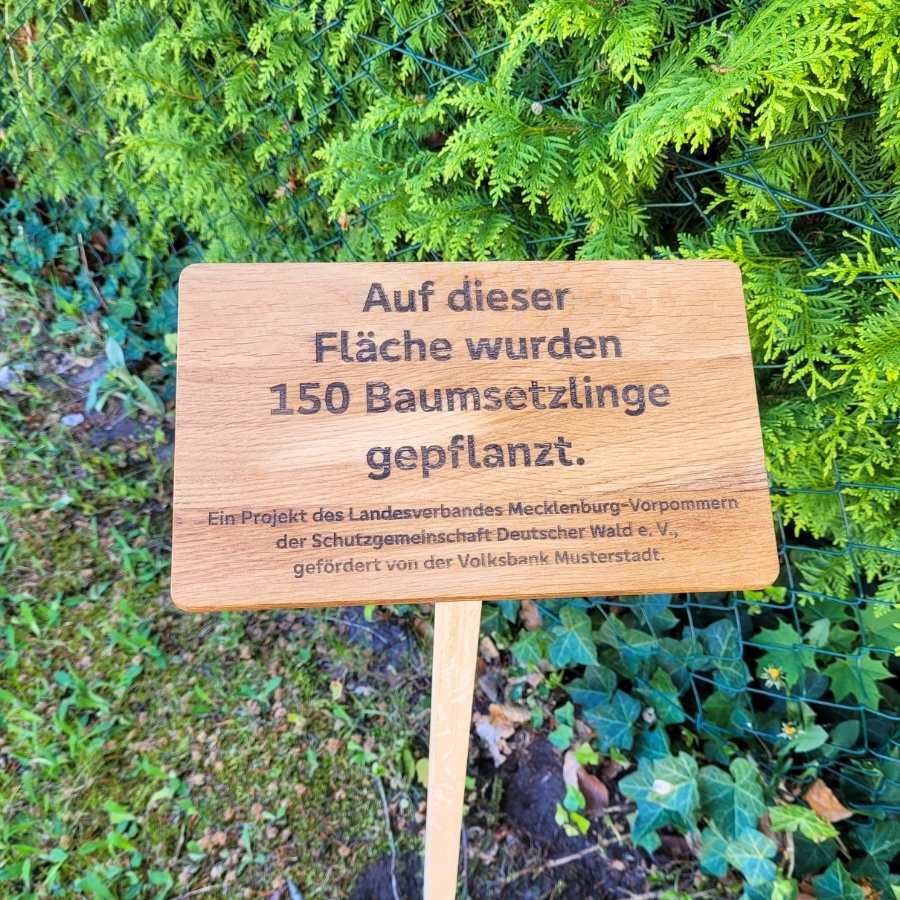 Auf dieser
Fläche wurden
150 Baumsetzlinge
gepflanzt.
Ein Projekt des Landesverbandes Mecklenburg-Vorpommern
der Schutzgemeinschaft Deutscher Wald e. V.,
gefördert von der Volksbank Musterstadt.